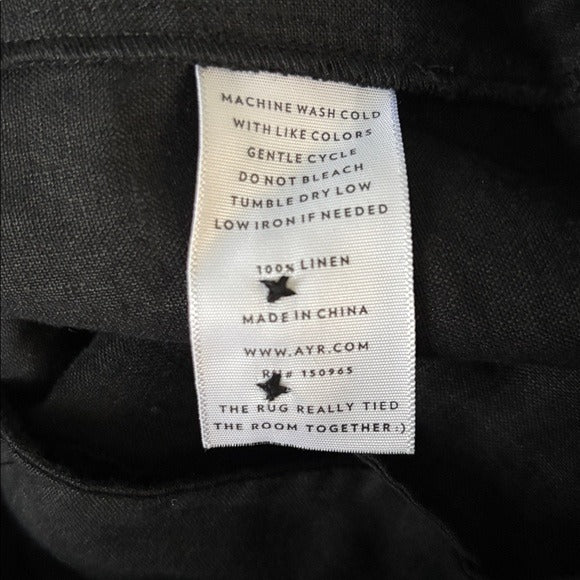 MACHINE WASH COLD
WITH LIKE COLORS
GENTLE CYCLE
DO NOT BLEACH
TUMBLE DRY LOW
LOW IRON IF NEEDED
100% LINEN
MADE IN CHINA
WWW.AYR.COM
RN# 150965
THE RUG REALLY TIED
THE ROOM TOGETHER:)